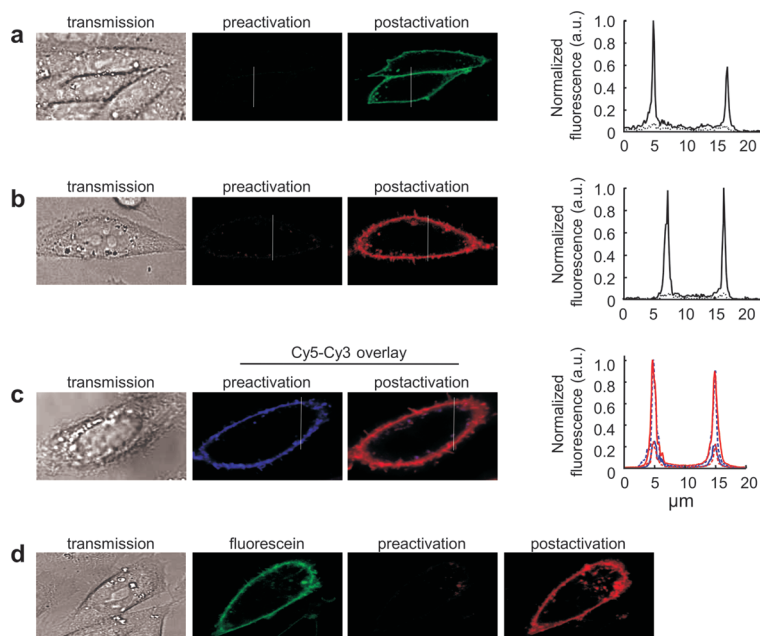 a
transmission preactivation postactivation
Normalized
fluorescence (a.u.)
1.0
0.8
0.6
0.4
0.2
0
0 5 10 15 20
b
transmission preactivation postactivation
Normalized
fluorescence (a.u.)
1.0
0.8
0.6
0.4
0.2
0
0 5 10 15 20
Cy5-Cy3 overlay
c
transmission preactivation postactivation
Normalized
fluorescence (a.u.)
1.0
0.8
0.6
0.4
0.2
0
0 5 10 15 20
μm
d
transmission fluorescein preactivation postactivation